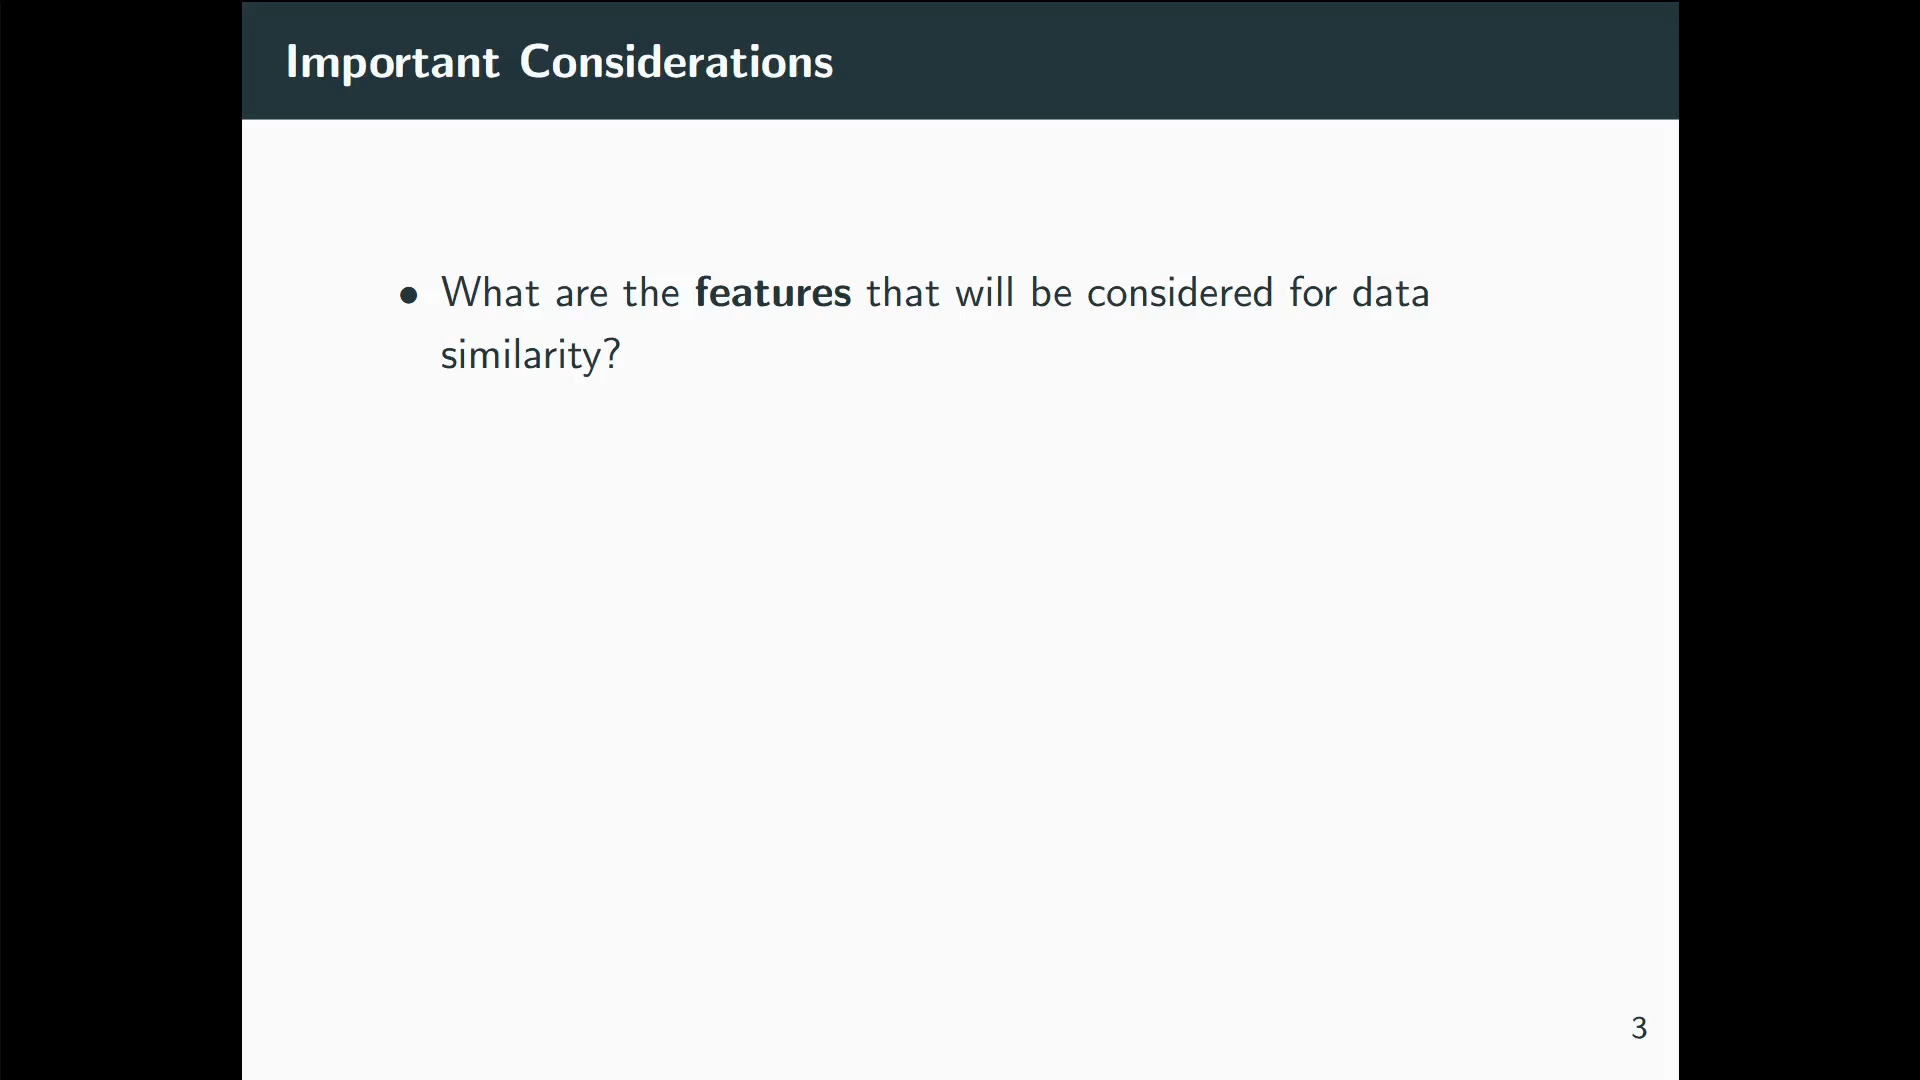 Important Considerations
• What are the features that will be considered for data
similarity?
3